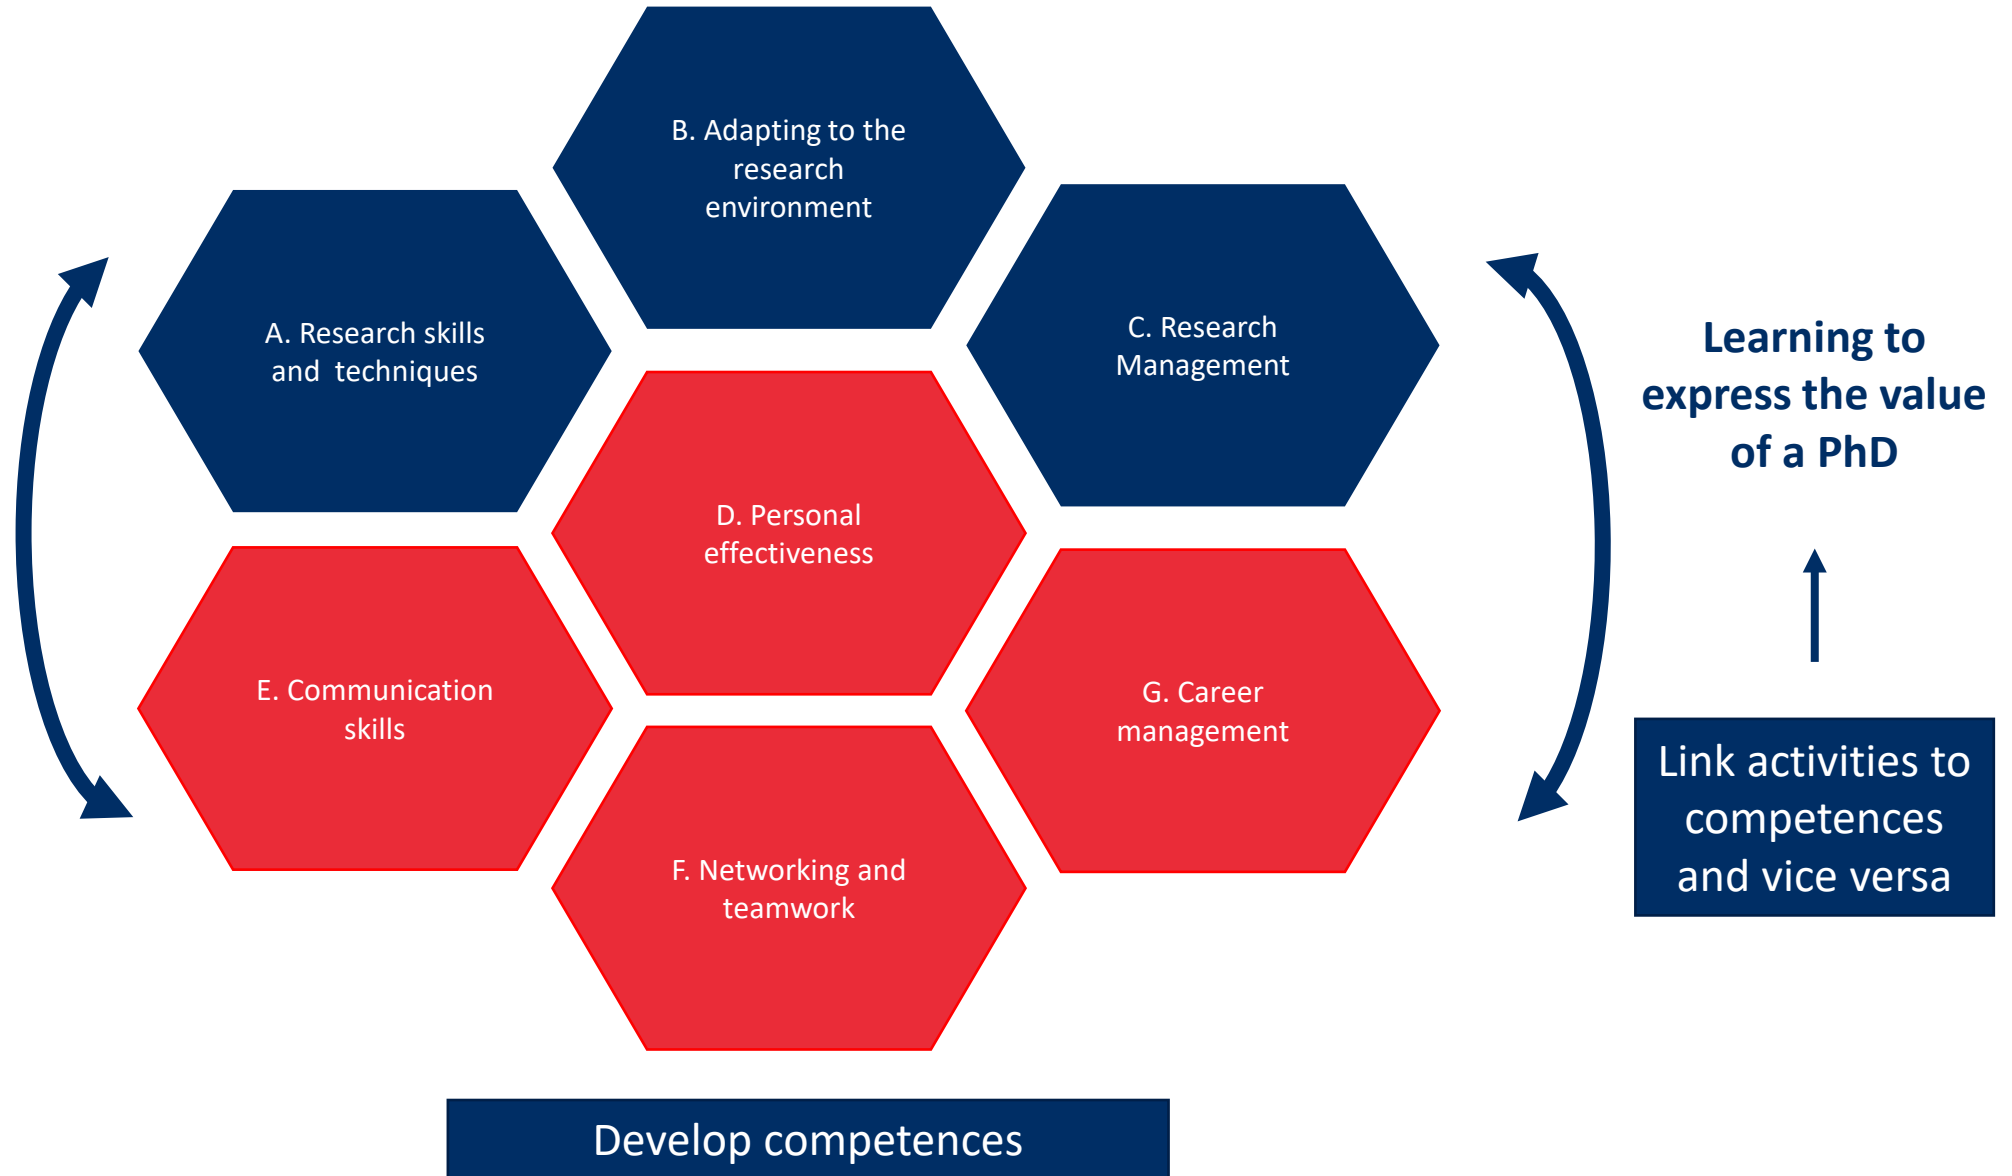 B. Adapting to the
research
environment
A. Research skills
and  techniques
C. Research
Management
D. Personal
effectiveness
E. Communication
skills
G. Career
management
F. Networking and
teamwork
Learning to
express the value
of a PhD
Link activities to
competences
and vice versa
Develop competences